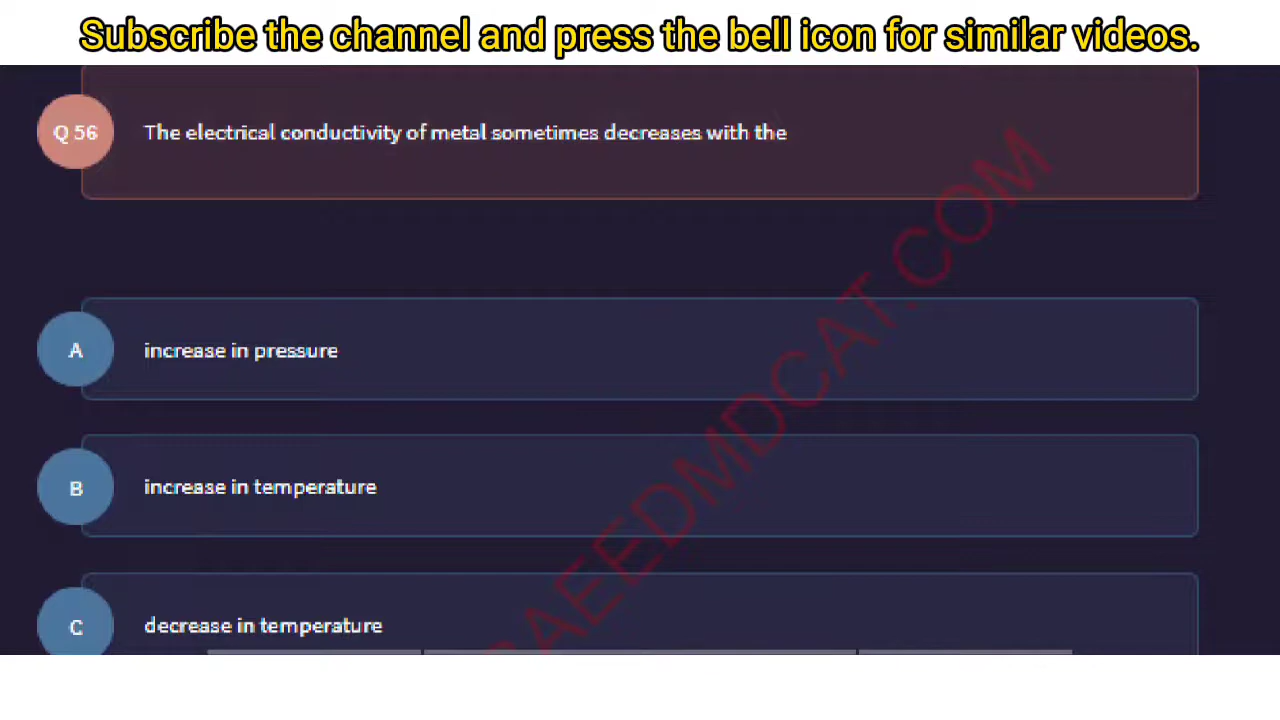 Subscribe the channel and press the bell icon for similar videos.
Q 56
The electrical conductivity of metal sometimes decreases with the
A
increase in pressure
B
increase in temperature
C
decrease in temperature
SAEEDMDCAT.COM